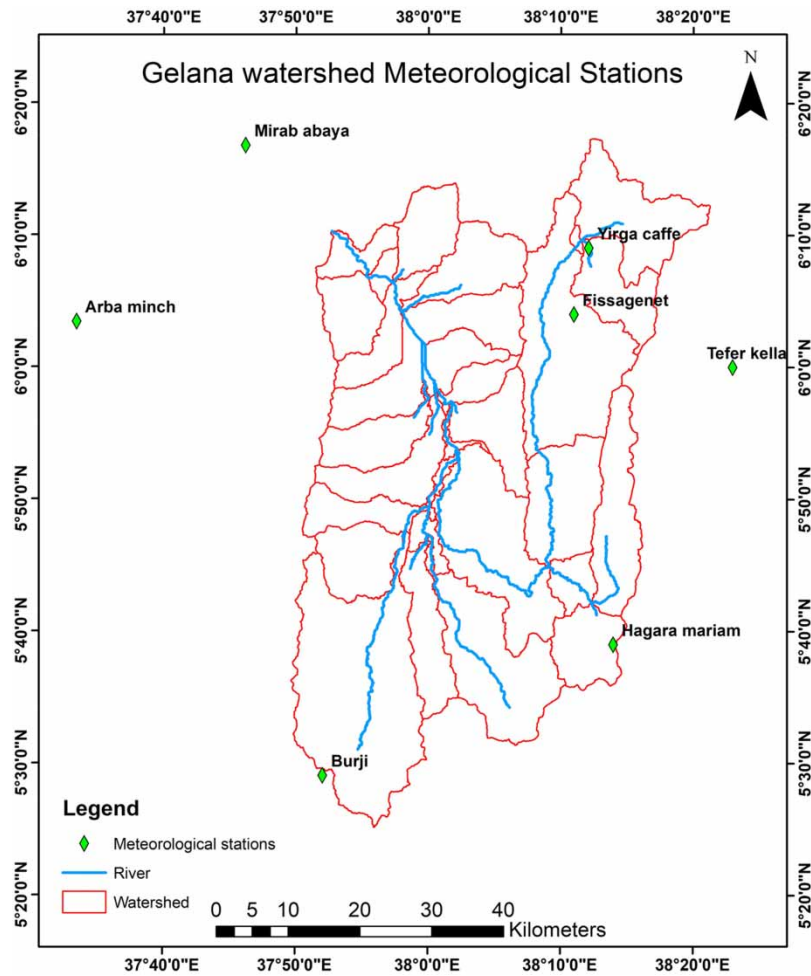 37°40'0"E 37°50'0"E 38°0'0"E 38°10'0"E 38°20'0"E
Gelana watershed Meteorological Stations
N
6°20'0"N 6°20'0"N
Mirab abaya
6°10'0"N 6°10'0"N
Yirga caffe
Arba minch
Fissagenet
6°0'0"N 6°0'0"N
Tefer kella
5°50'0"N 5°50'0"N
5°40'0"N 5°40'0"N
Hagara mariam
5°30'0"N 5°30'0"N
Burji
Legend
Meteorological stations
River
Watershed
5°20'0"N 5°20'0"N
0 5 10 20 30 40
Kilometers
37°40'0"E 37°50'0"E 38°0'0"E 38°10'0"E 38°20'0"E